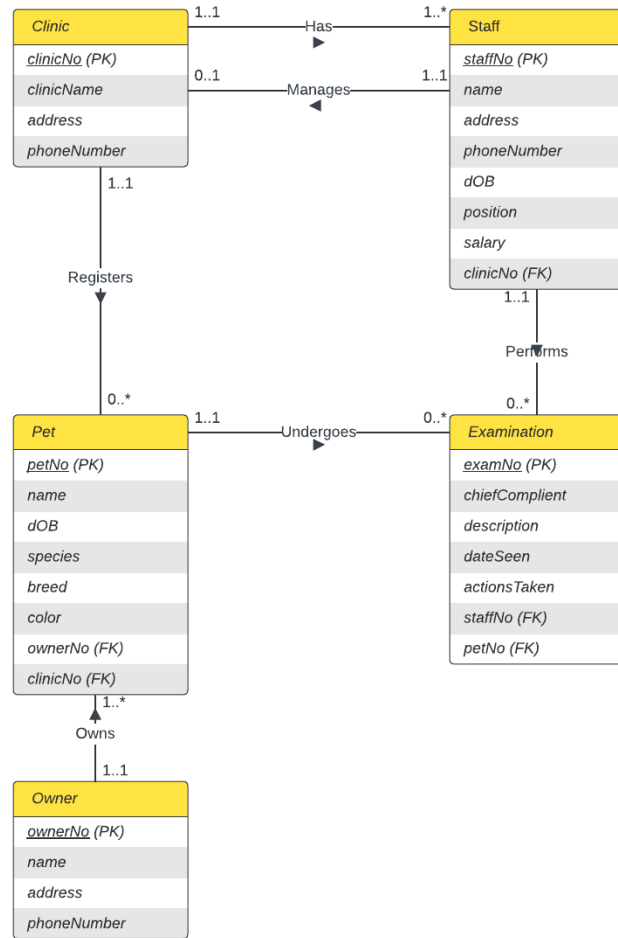 Clinic
clinicNo (PK)
clinicName
address
phoneNumber
1..1
Has
1..*
0..1
Manages
1..1
Staff
staffNo (PK)
name
address
phoneNumber
dOB
position
salary
clinicNo (FK)
1..1
Registers
0..*
1..1
Performs
0..*
Pet
petNo (PK)
name
dOB
species
breed
color
ownerNo (FK)
clinicNo (FK)
1..1
Undergoes
0..*
Examination
examNo (PK)
chiefComplient
description
dateSeen
actionsTaken
staffNo (FK)
petNo (FK)
1..*
Owns
1..1
Owner
ownerNo (PK)
name
address
phoneNumber